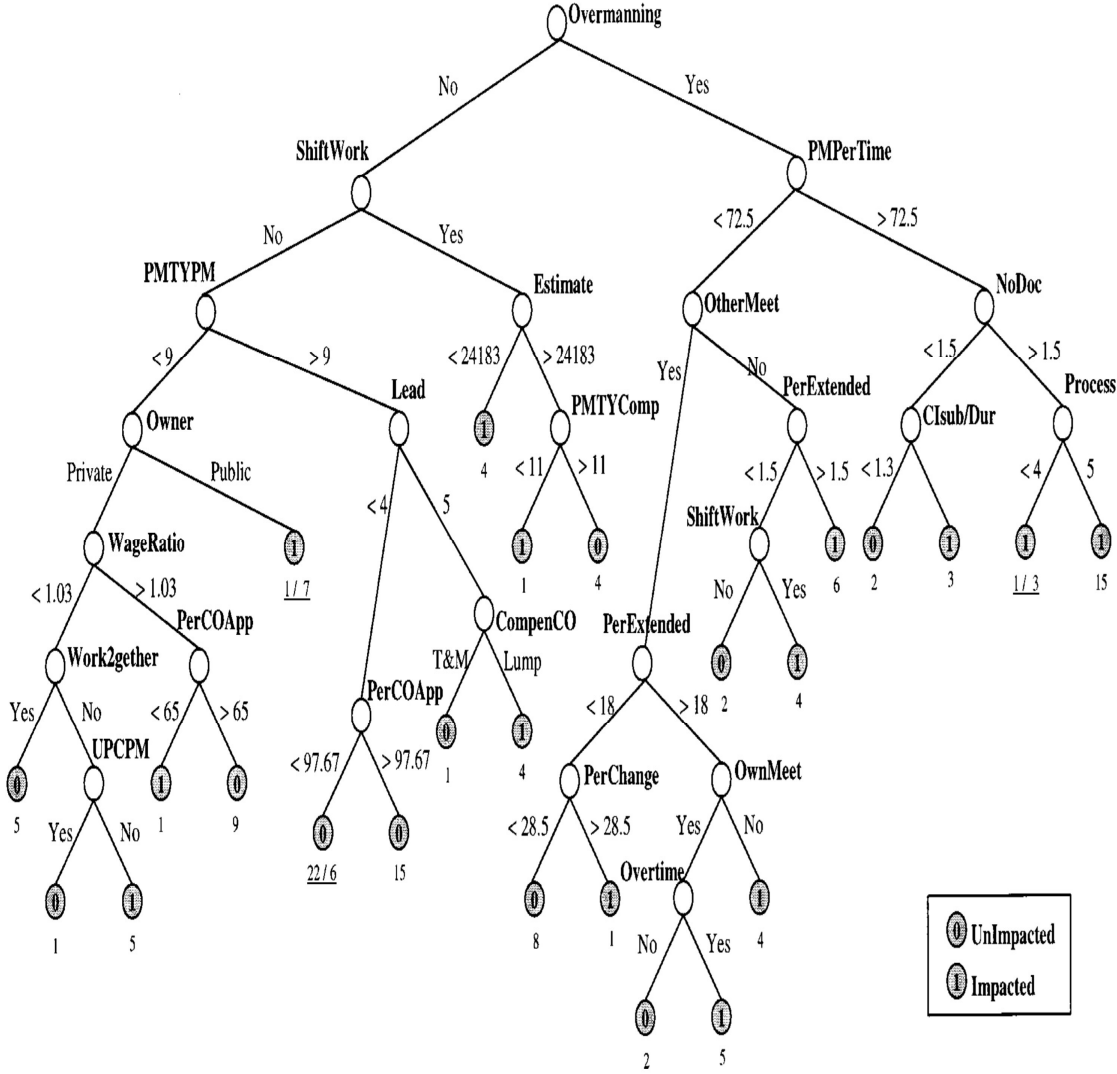 Overmanning
No Yes
ShiftWork PMPerTime
No Yes < 72.5 > 72.5
PMTYPM Estimate OtherMeet NoDoc
< 9 > 9 < 24183 > 24183 Yes No < 1.5 > 1.5
Owner Lead 1 PMTYComp PerExtended CIsub/Dur Process
4
Private Public < 4 5 < 11 > 11 < 1.5 > 1.5 < 1.3 < 4 5
WageRatio 1 1 0 ShiftWork 1 0 1 1 1
1 / 7 1 4 6 2 3 1 / 3 15
< 1.03 > 1.03 No Yes
Work2gether PerCOApp CompenCO PerExtended 0 1
2 4
Yes No < 65 > 65 T&M Lump < 18 > 18
PerCOApp 0 1
1 4
0 UPCPM 1 0 < 97.67 > 97.67 PerChange OwnMeet
5 1 9
Yes No 0 0 < 28.5 > 28.5 Yes No
22 / 6 15
0 1 0 1 Overtime 1
1 5 8 1 4
No Yes
0 1
2 5
0 UnImpacted
1 Impacted